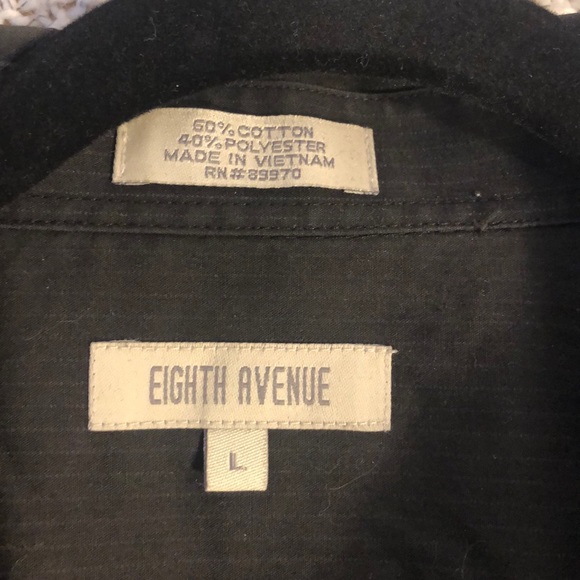 60% COTTON
40% POLYESTER
MADE IN VIETNAM
RN#89970
EIGHTH AVENUE
L